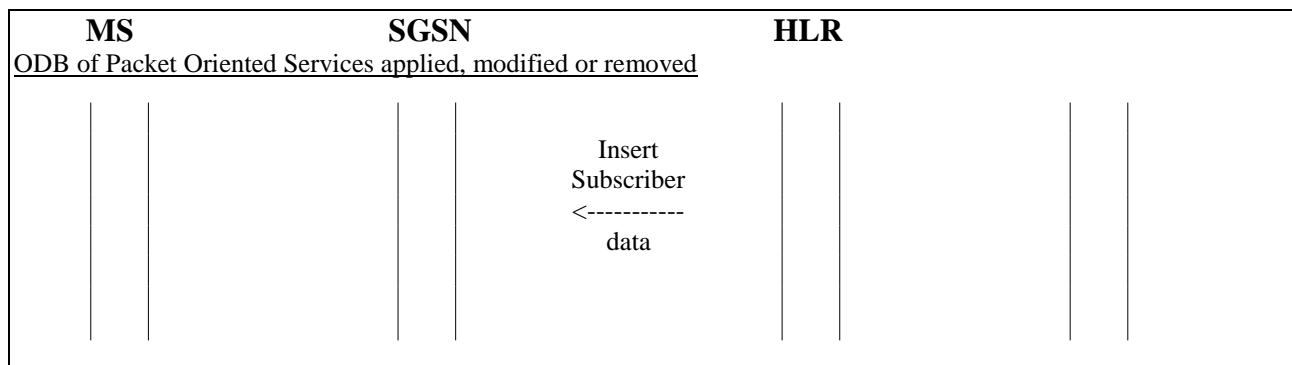 MS SGSN HLR
ODB of Packet Oriented Services applied, modified or removed
Insert
Subscriber
<-----------
data